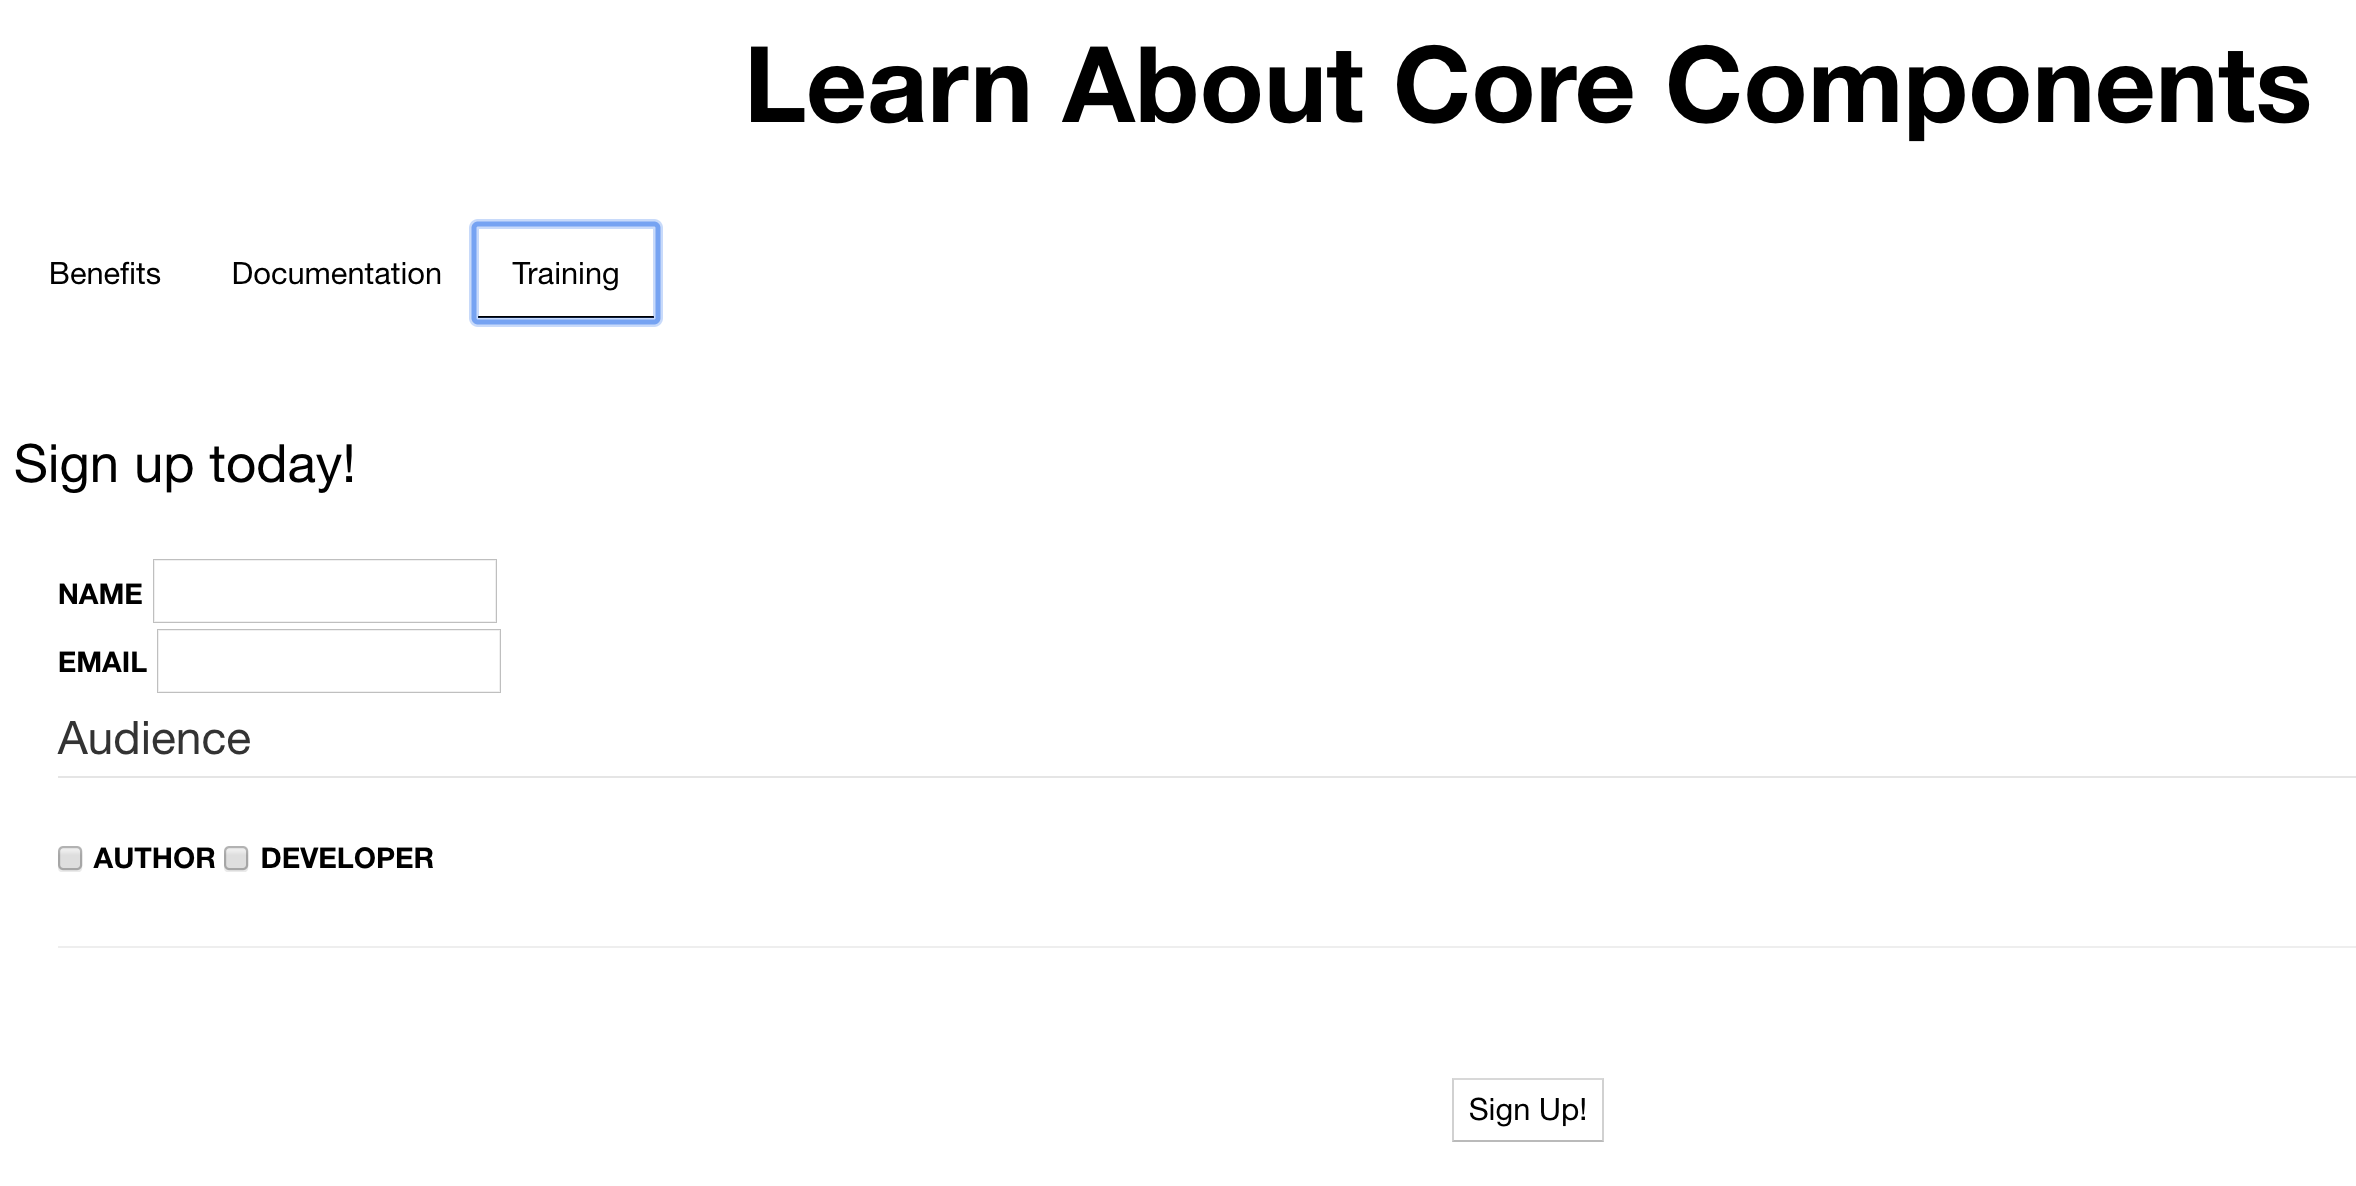 Learn About Core Components
Benefits Documentation Training
Sign up today!
NAME
EMAIL
Audience
AUTHOR DEVELOPER
Sign Up!